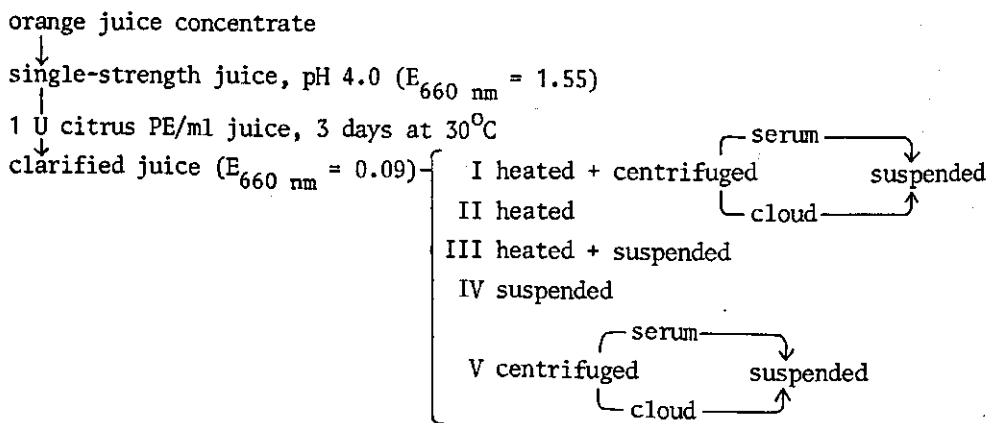 orange juice concentrate
single-strength juice, pH 4.0 (E660 nm = 1.55)
1 U citrus PE/ml juice, 3 days at 30°C
clarified juice (E660 nm = 0.09)
serum
I heated + centrifuged suspended
cloud
II heated
III heated + suspended
IV suspended
serum
V centrifuged suspended
cloud